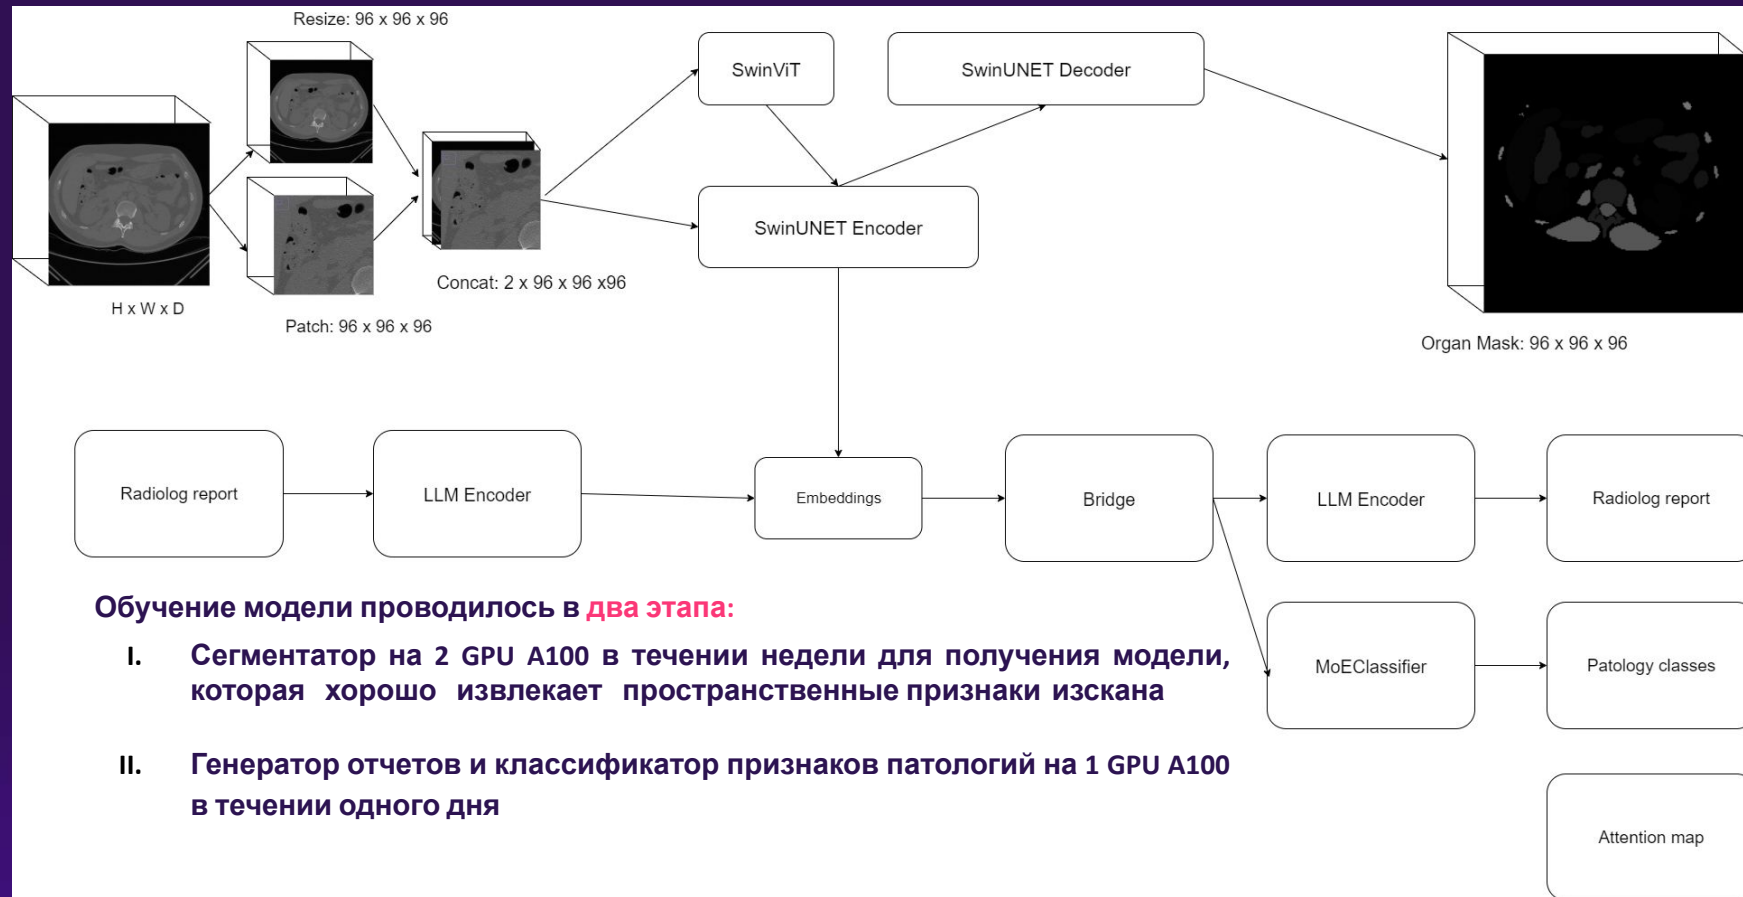 Resize: 96 x 96 x 96
SwinViT
SwinUNET Decoder
SwinUNET Encoder
Concat: 2 x 96 x 96 x96
H x W x D
Patch: 96 x 96 x 96
Organ Mask: 96 x 96 x 96
Radiolog report
LLM Encoder
Embeddings
Bridge
LLM Encoder
Radiolog report
Обучение модели проводилось в два этапа:
I. Сегментатор на 2 GPU A100 в течении недели для получения модели,
которая хорошо извлекает пространственные признаки изскана
MoEClassifier
Patology classes
II. Генератор отчетов и классификатор признаков патологий на 1 GPU A100
в течении одного дня
Attention map